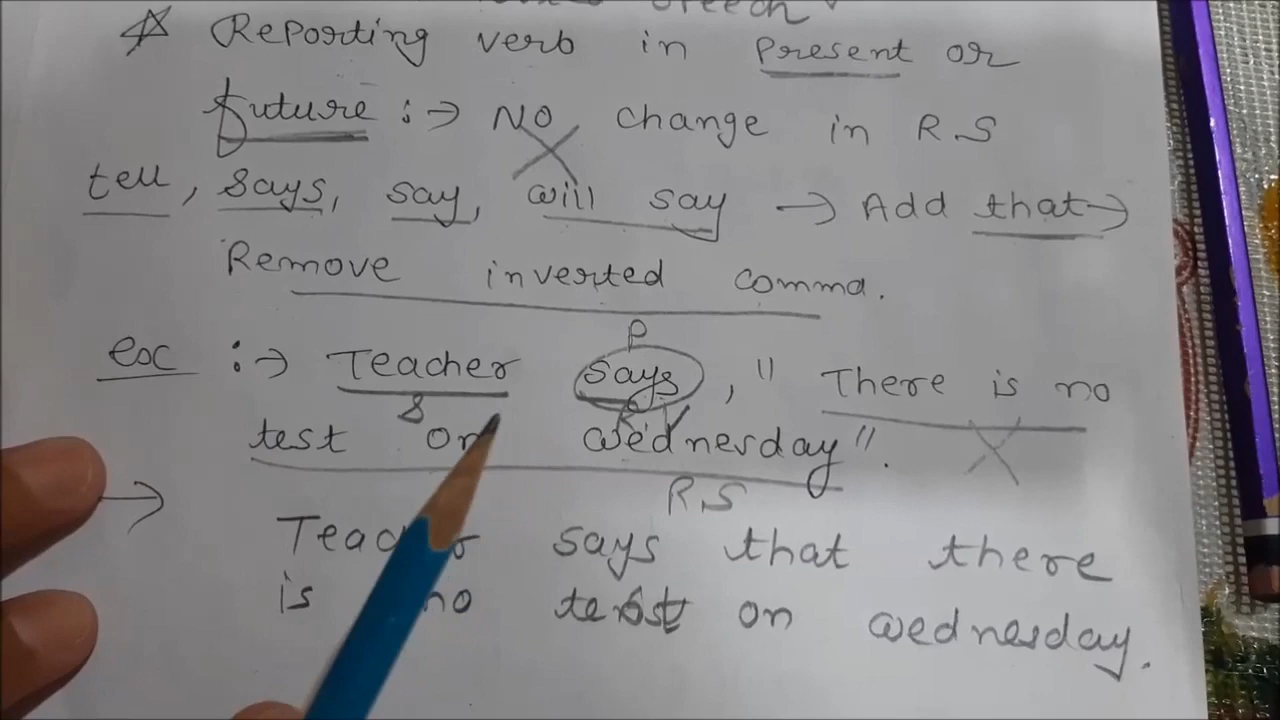 Speech
☆ Reporting verb in Present or
future :→ NO change in R S
tell, says, say, will say → Add that→
Remove inverted comma.
P
ex :→ Teacher says, " There is no
S R V
test on wednesday".
R S
→
says that there
is no test on wednesday.